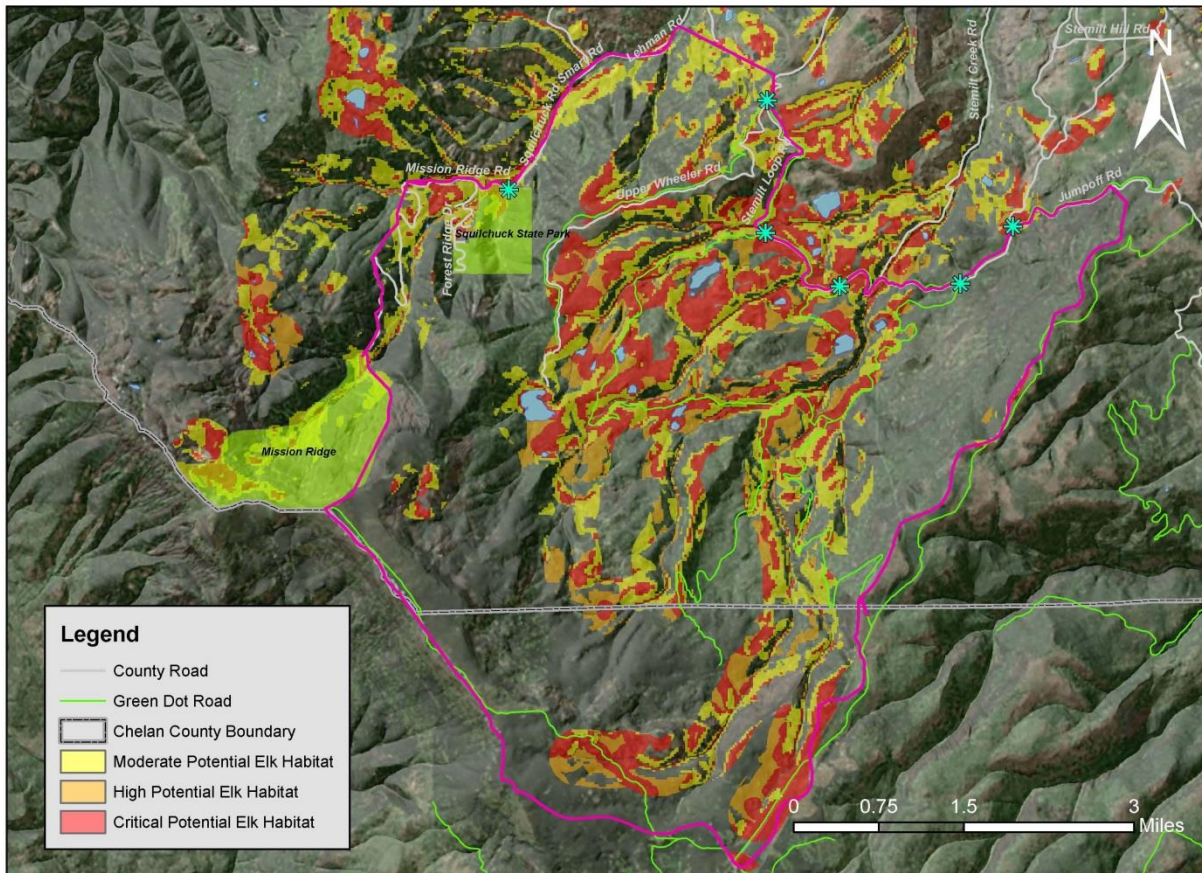 Stemilt Hill Rd
N
Lehman Rd
Squilchuck Rd Smart Rd
Stemilt Creek Rd
Mission Ridge Rd
Upper Wheeler Rd
Stemilt Loop Rd
Jumpoff Rd
Forest Ridge Dr
Squilchuck State Park
Mission Ridge
Legend
County Road
Green Dot Road
Chelan County Boundary
Moderate Potential Elk Habitat
High Potential Elk Habitat
Critical Potential Elk Habitat
0 0.75 1.5 3
Miles